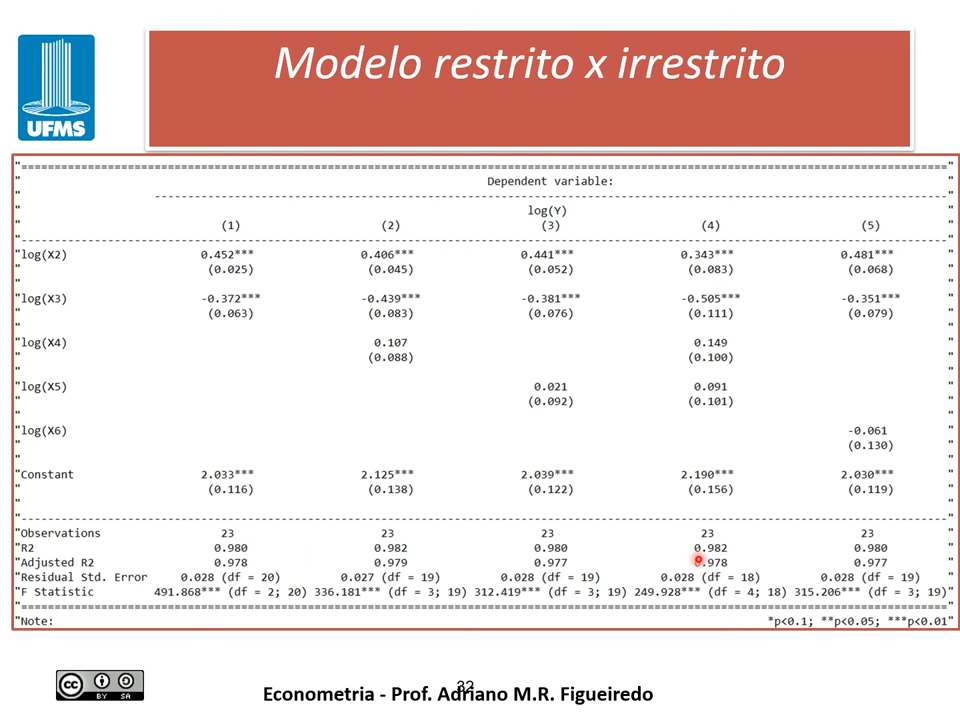 Modelo restrito x irrestrito
UFMS
"==========================================================================================================="
" Dependent variable: "
" ------------------------------------------------------------------------------------------- "
" log(Y) "
" (1) (2) (3) (4) (5) "
"-----------------------------------------------------------------------------------------------------------"
"log(X2) 0.452*** 0.406*** 0.441*** 0.343*** 0.481*** "
" (0.025) (0.045) (0.052) (0.083) (0.068) "
" "
"log(X3) -0.372*** -0.439*** -0.381*** -0.505*** -0.351*** "
" (0.063) (0.083) (0.076) (0.111) (0.079) "
" "
"log(X4) 0.107 0.149 "
" (0.088) (0.100) "
" "
"log(X5) 0.021 0.091 "
" (0.092) (0.101) "
" "
"log(X6) -0.061 "
" (0.130) "
" "
"Constant 2.033*** 2.125*** 2.039*** 2.190*** 2.030*** "
" (0.116) (0.138) (0.122) (0.156) (0.119) "
" "
"-----------------------------------------------------------------------------------------------------------"
"Observations 23 23 23 23 23 "
"R2 0.980 0.982 0.980 0.982 0.980 "
"Adjusted R2 0.978 0.979 0.977 0.978 0.977 "
"Residual Std. Error 0.028 (df = 20) 0.027 (df = 19) 0.028 (df = 19) 0.028 (df = 18) 0.028 (df = 19) "
"F Statistic 491.868*** (df = 2; 20) 336.181*** (df = 3; 19) 312.419*** (df = 3; 19) 249.928*** (df = 4; 18) 315.206*** (df = 3; 19)"
"==========================================================================================================="
"Note: *p<0.1; **p<0.05; ***p<0.01"
cc BY SA
32
Econometria - Prof. Adriano M.R. Figueiredo